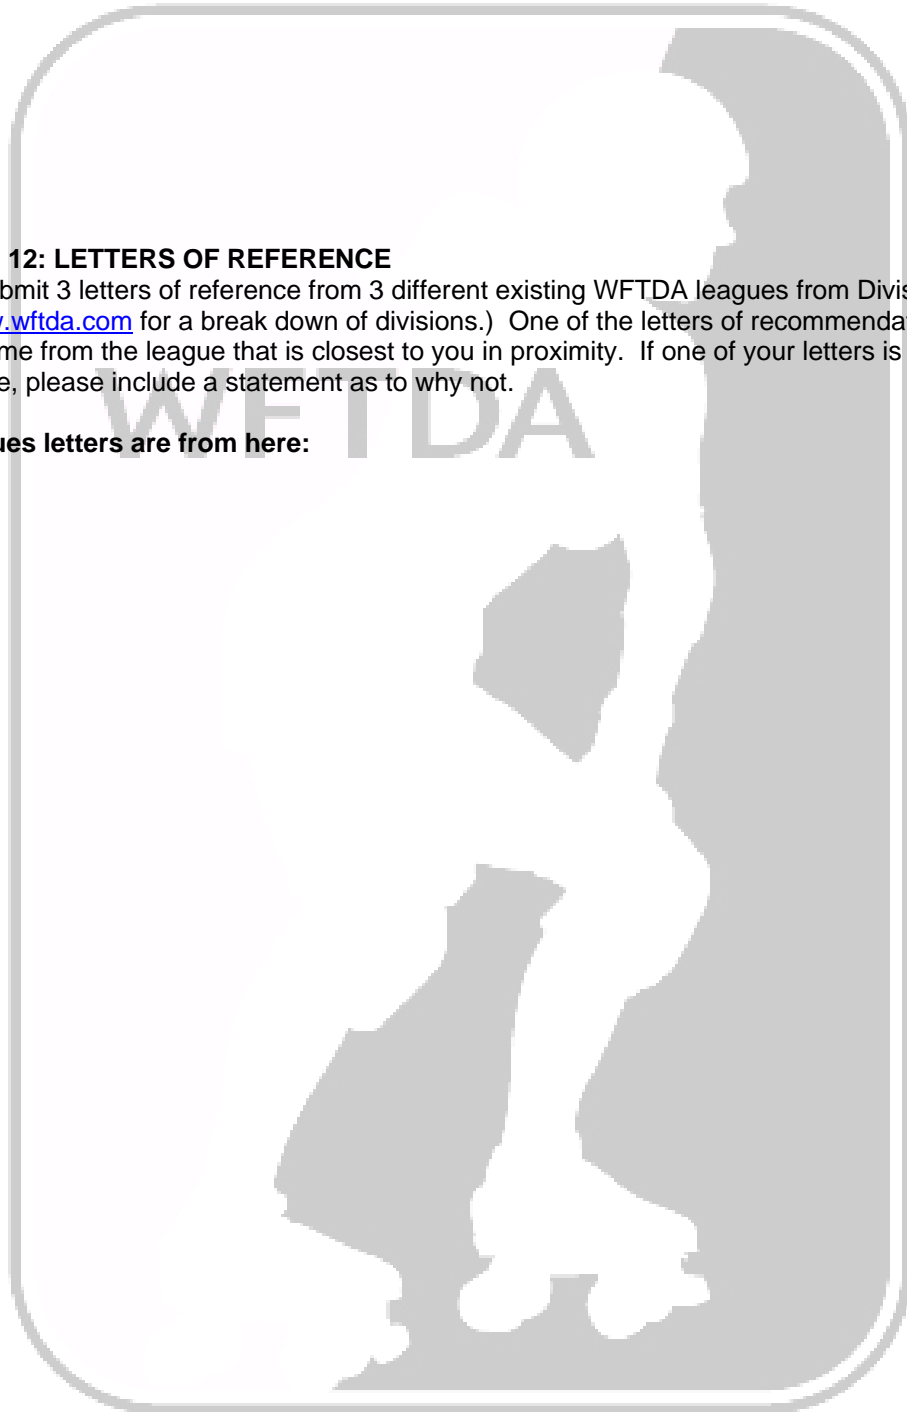 12: LETTERS OF REFERENCE
bmit 3 letters of reference from 3 different existing WFTDA leagues from Divis
w.wftda.com for a break down of divisions.) One of the letters of recommenda
me from the league that is closest to you in proximity. If one of your letters is
e, please include a statement as to why not.
WFTDA
ues letters are from here: